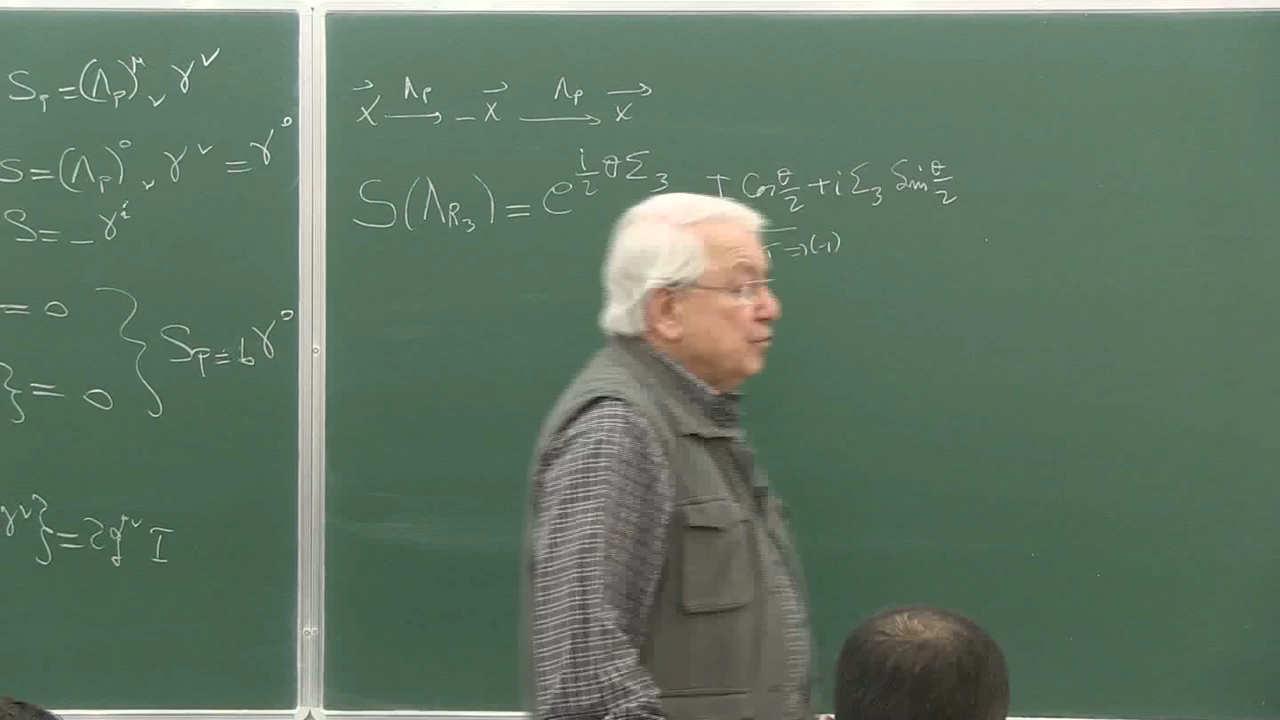 S_P = (Λ_P)^μ_ν γ^ν
S = (Λ_P)^0_ν γ^ν = γ^0
S = -γ^i
= 0
} = 0
} S_P = b γ^0
γ^ν} = 2g^{μν} I
x⃗ —Λ_P→ -x⃗ —Λ_P→ x⃗
S(Λ_{R_3}) = e^{i/2 θ Σ_3} I Cos θ/2 + i Σ_3 Sin θ/2
⇒ (-1)